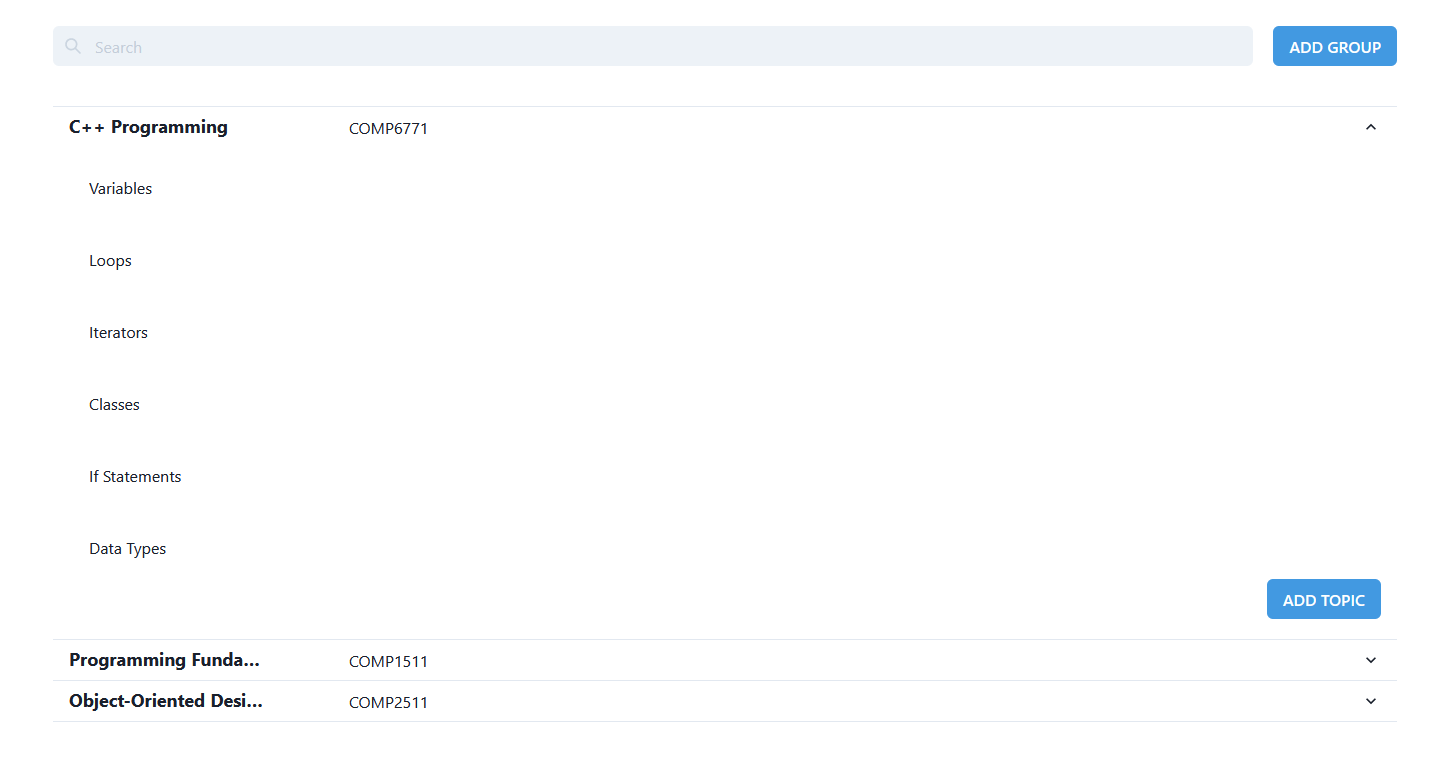 Search
ADD GROUP
C++ Programming COMP6771
Variables
Loops
Iterators
Classes
If Statements
Data Types
ADD TOPIC
Programming Funda... COMP1511
Object-Oriented Desi... COMP2511